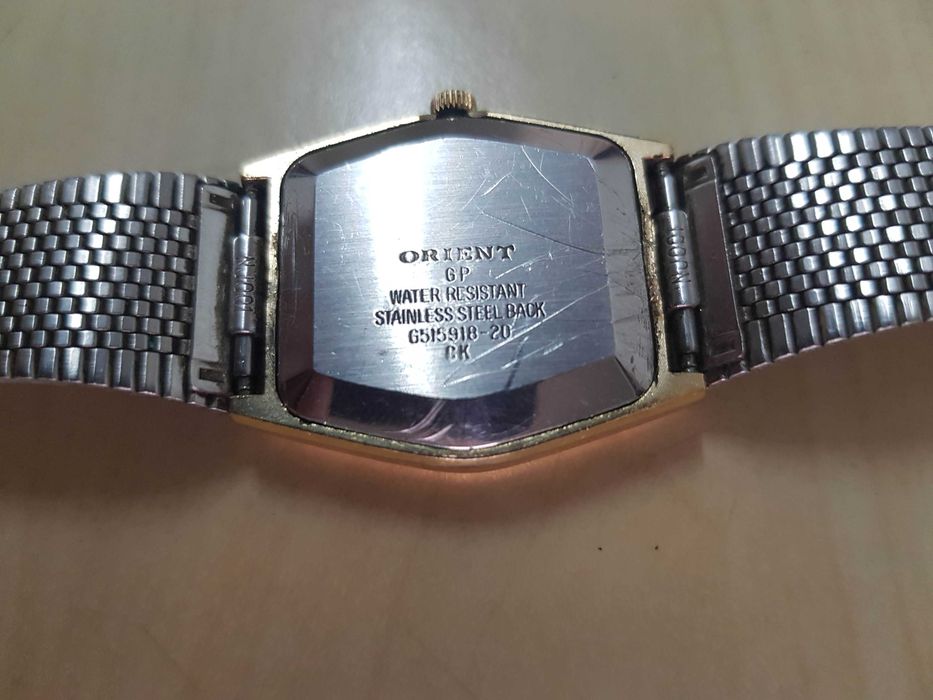 ORIENT
GP
WATER RESISTANT
STAINLESS STEEL BACK
G515918-20
CK